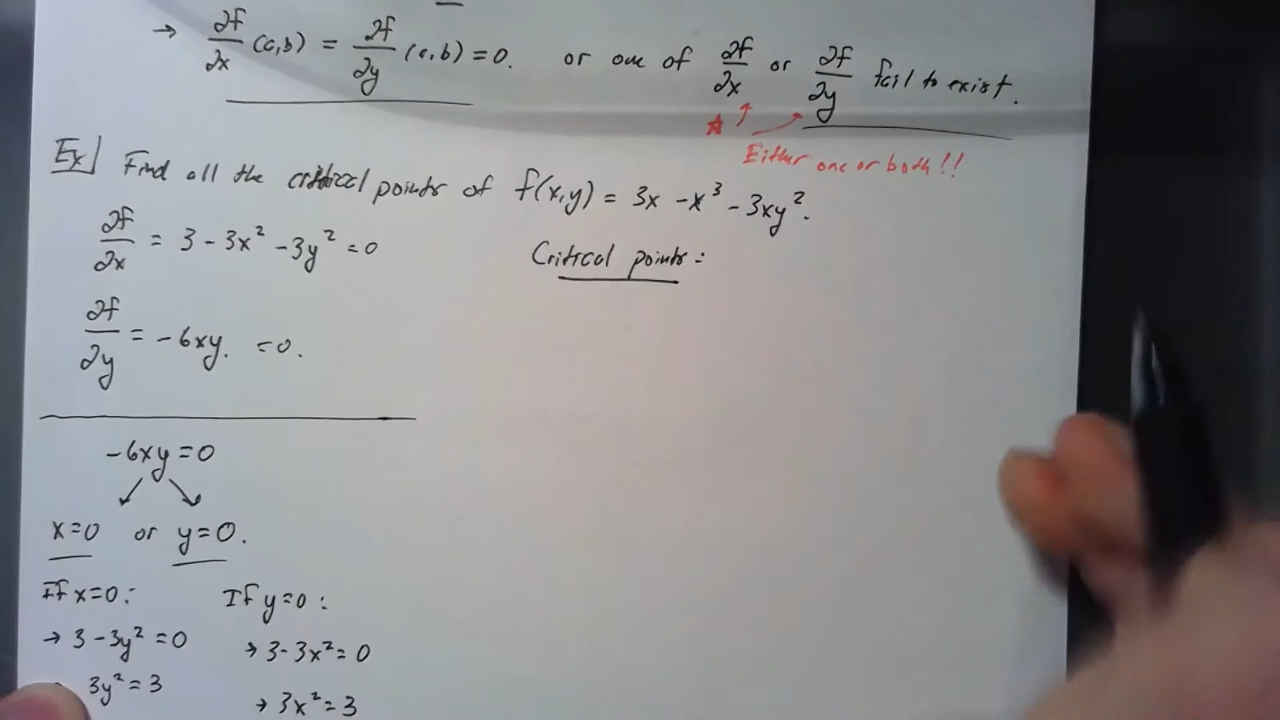 → ∂f/∂x (a,b) = ∂f/∂y (a,b) = 0. or one of ∂f/∂x or ∂f/∂y fail to exist.
Either one or both!!
Ex] Find all the critical points of f(x,y) = 3x - x³ - 3xy².
∂f/∂x = 3 - 3x² - 3y² = 0
Critical points:
∂f/∂y = -6xy. = 0.
-6xy = 0
x=0 or y=0.
If x=0: If y=0:
→ 3-3y² = 0 → 3-3x² = 0
3y² = 3 → 3x² = 3